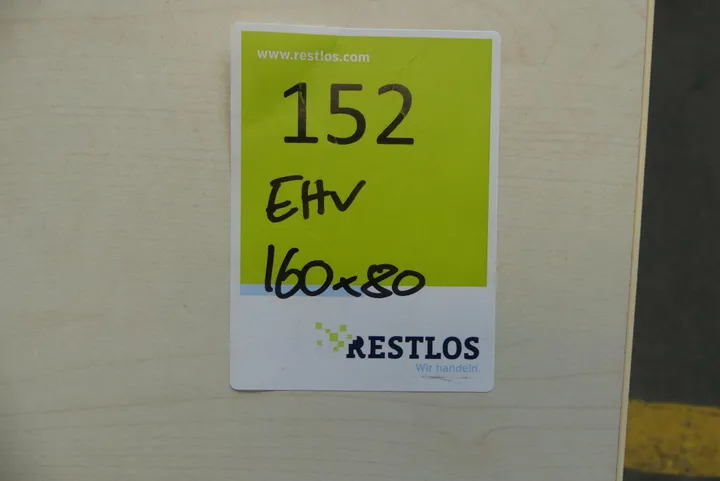 www.restlos.com
152
EHV
160x80
RESTLOS
Wir handeln.